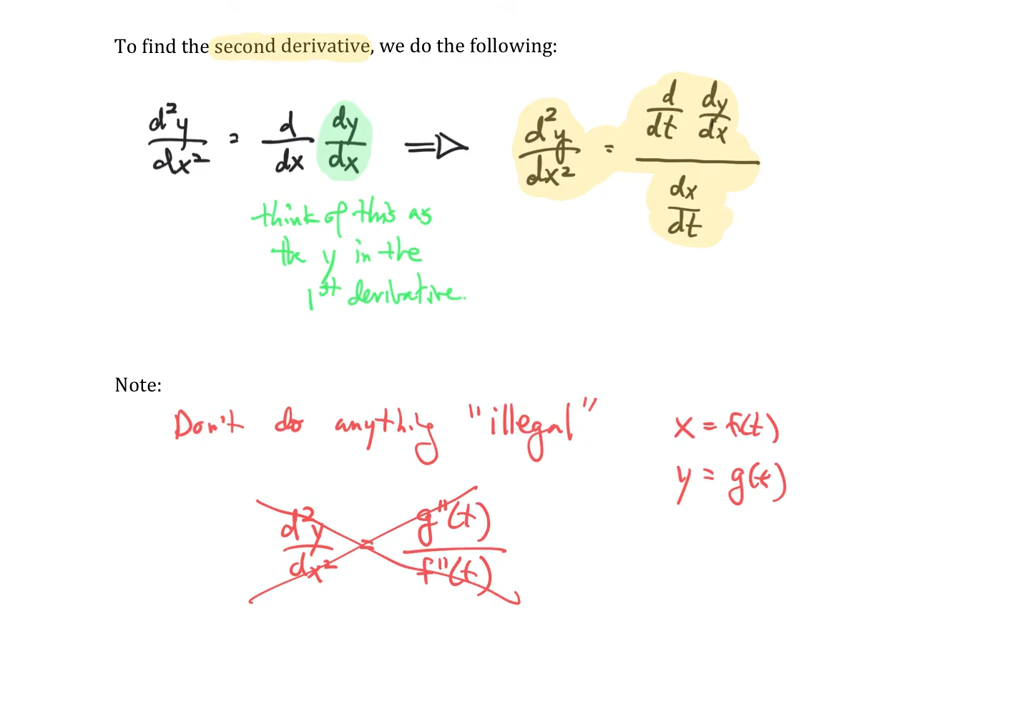 To find the second derivative, we do the following:
d²y/dx² = d/dx dy/dx ⇒ d²y/dx² = (d/dt dy/dx)/(dx/dt)
think of this as
the y in the
1st derivative.
Note:
Don't do anything "illegal"
x = f(t)
y = g(t)
d²y/dx² = g''(t)/f''(t)